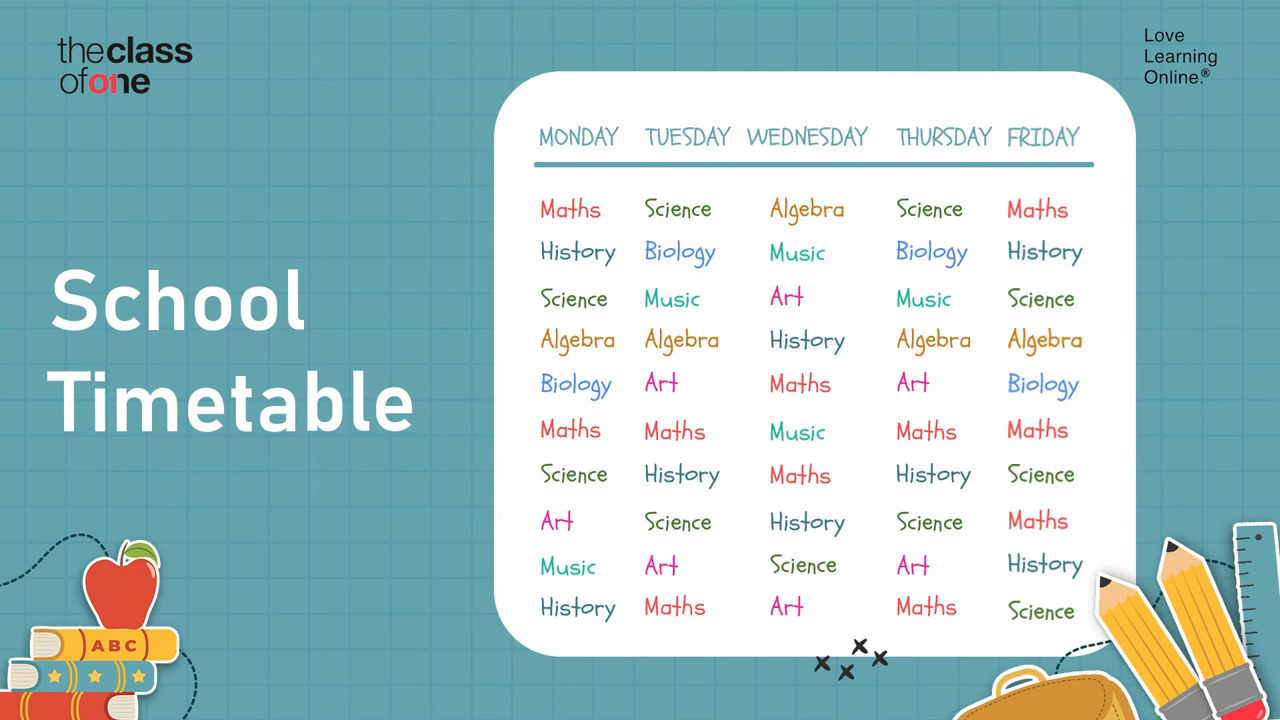 theclass
ofone
Love
Learning
Online.®
School
Timetable
MONDAY TUESDAY WEDNESDAY THURSDAY FRIDAY
Maths Science Algebra Science Maths
History Biology Music Biology History
Science Music Art Music Science
Algebra Algebra History Algebra Algebra
Biology Art Maths Art Biology
Maths Maths Music Maths Maths
Science History Maths History Science
Art Science History Science Maths
Music Art Science Art History
History Maths Art Maths Science
ABC